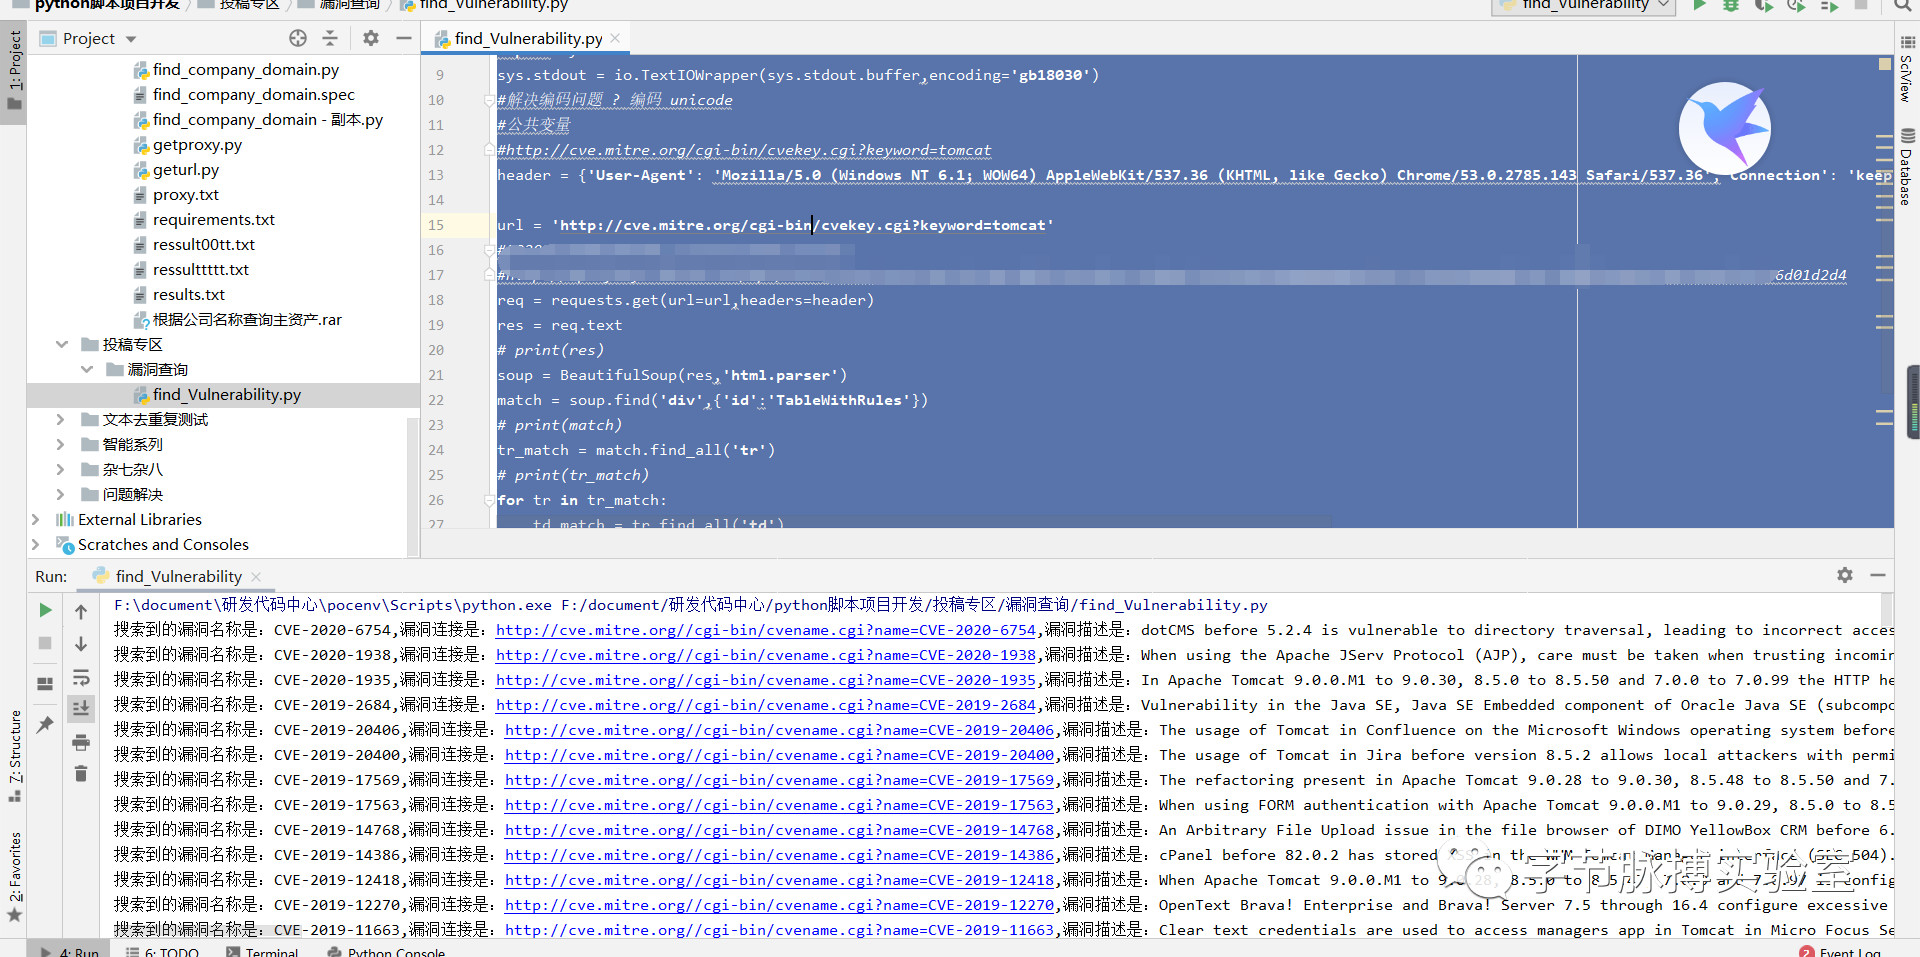 python脚本项目开发 投稿专区 漏洞查询 find_Vulnerability.py
find_Vulnerability
1: Project
Project
find_Vulnerability.py
find_company_domain.py
find_company_domain.spec
find_company_domain - 副本.py
getproxy.py
geturl.py
proxy.txt
requirements.txt
ressult00tt.txt
ressulttttt.txt
results.txt
根据公司名称查询主资产.rar
投稿专区
漏洞查询
find_Vulnerability.py
文本去重复测试
智能系列
杂七杂八
问题解决
External Libraries
Scratches and Consoles
9 sys.stdout = io.TextIOWrapper(sys.stdout.buffer,encoding='gb18030')
10 #解决编码问题 ? 编码 unicode
11 #公共变量
12 #http://cve.mitre.org/cgi-bin/cvekey.cgi?keyword=tomcat
13 header = {'User-Agent': 'Mozilla/5.0 (Windows NT 6.1; WOW64) AppleWebKit/537.36 (KHTML, like Gecko) Chrome/53.0.2785.143 Safari/537.36', 'Connection': 'keep
14
15 url = 'http://cve.mitre.org/cgi-bin/cvekey.cgi?keyword=tomcat'
16
17 6d01d2d4
18 req = requests.get(url=url,headers=header)
19 res = req.text
20 # print(res)
21 soup = BeautifulSoup(res,'html.parser')
22 match = soup.find('div',{'id':'TableWithRules'})
23 # print(match)
24 tr_match = match.find_all('tr')
25 # print(tr_match)
26 for tr in tr_match:
27 td_match = tr.find_all('td')
SciView
Database
Run: find_Vulnerability
F:\document\研发代码中心\pocenv\Scripts\python.exe F:/document/研发代码中心/python脚本项目开发/投稿专区/漏洞查询/find_Vulnerability.py
搜索到的漏洞名称是: CVE-2020-6754,漏洞连接是: http://cve.mitre.org//cgi-bin/cvename.cgi?name=CVE-2020-6754,漏洞描述是: dotCMS before 5.2.4 is vulnerable to directory traversal, leading to incorrect acces
搜索到的漏洞名称是: CVE-2020-1938,漏洞连接是: http://cve.mitre.org//cgi-bin/cvename.cgi?name=CVE-2020-1938,漏洞描述是: When using the Apache JServ Protocol (AJP), care must be taken when trusting incomin
搜索到的漏洞名称是: CVE-2020-1935,漏洞连接是: http://cve.mitre.org//cgi-bin/cvename.cgi?name=CVE-2020-1935,漏洞描述是: In Apache Tomcat 9.0.0.M1 to 9.0.30, 8.5.0 to 8.5.50 and 7.0.0 to 7.0.99 the HTTP he
搜索到的漏洞名称是: CVE-2019-2684,漏洞连接是: http://cve.mitre.org//cgi-bin/cvename.cgi?name=CVE-2019-2684,漏洞描述是: Vulnerability in the Java SE, Java SE Embedded component of Oracle Java SE (subcompo
搜索到的漏洞名称是: CVE-2019-20406,漏洞连接是: http://cve.mitre.org//cgi-bin/cvename.cgi?name=CVE-2019-20406,漏洞描述是: The usage of Tomcat in Confluence on the Microsoft Windows operating system before
搜索到的漏洞名称是: CVE-2019-20400,漏洞连接是: http://cve.mitre.org//cgi-bin/cvename.cgi?name=CVE-2019-20400,漏洞描述是: The usage of Tomcat in Jira before version 8.5.2 allows local attackers with permi
搜索到的漏洞名称是: CVE-2019-17569,漏洞连接是: http://cve.mitre.org//cgi-bin/cvename.cgi?name=CVE-2019-17569,漏洞描述是: The refactoring present in Apache Tomcat 9.0.28 to 9.0.30, 8.5.48 to 8.5.50 and 7.
搜索到的漏洞名称是: CVE-2019-17563,漏洞连接是: http://cve.mitre.org//cgi-bin/cvename.cgi?name=CVE-2019-17563,漏洞描述是: When using FORM authentication with Apache Tomcat 9.0.0.M1 to 9.0.29, 8.5.0 to 8.5
搜索到的漏洞名称是: CVE-2019-14768,漏洞连接是: http://cve.mitre.org//cgi-bin/cvename.cgi?name=CVE-2019-14768,漏洞描述是: An Arbitrary File Upload issue in the file browser of DIMO YellowBox CRM before 6.
搜索到的漏洞名称是: CVE-2019-14386,漏洞连接是: http://cve.mitre.org//cgi-bin/cvename.cgi?name=CVE-2019-14386,漏洞描述是: cPanel before 82.0.2 has stored XSS in the WHM Tomcat Manager interface (SEC-504).
搜索到的漏洞名称是: CVE-2019-12418,漏洞连接是: http://cve.mitre.org//cgi-bin/cvename.cgi?name=CVE-2019-12418,漏洞描述是: When Apache Tomcat 9.0.0.M1 to 9.0.28, 8.5.0 to 8.5 config
搜索到的漏洞名称是: CVE-2019-12270,漏洞连接是: http://cve.mitre.org//cgi-bin/cvename.cgi?name=CVE-2019-12270,漏洞描述是: OpenText Brava! Enterprise and Brava! Server 7.5 through 16.4 configure excessive
搜索到的漏洞名称是: CVE-2019-11663,漏洞连接是: http://cve.mitre.org//cgi-bin/cvename.cgi?name=CVE-2019-11663,漏洞描述是: Clear text credentials are used to access managers app in Tomcat in Micro Focus Se
字节脉搏实验室
7: Structure
2: Favorites
4: Run 6: TODO Terminal Python Console 2 Event Log